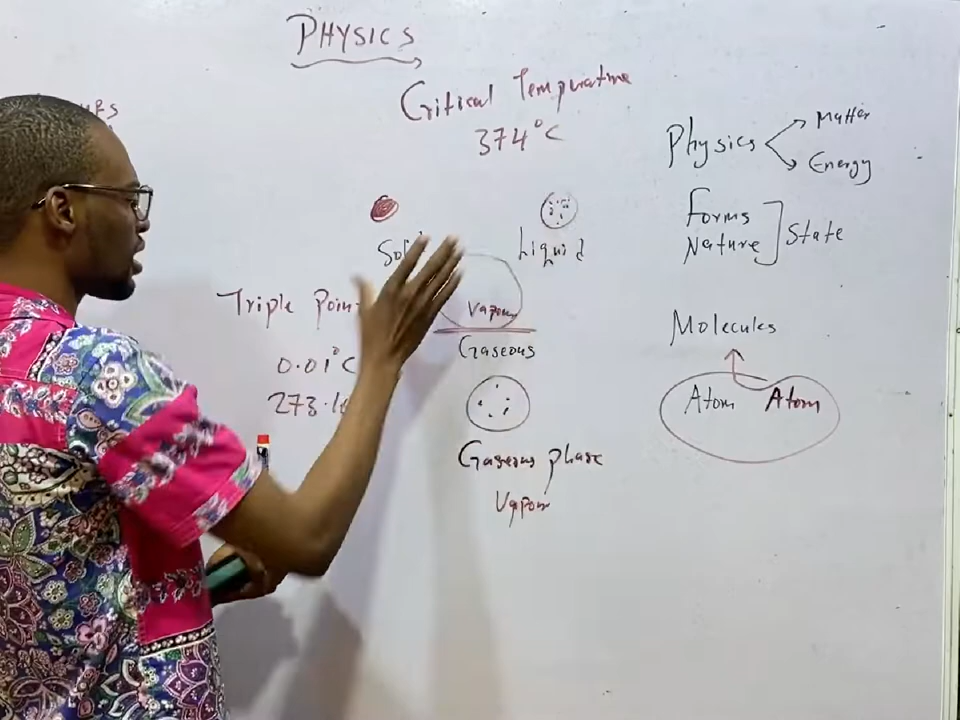 PHYSICS
Critical Temperature
374°C
Physics
Matter
Energy
Forms
Nature
State
Liquid
Triple
Vapour
Gaseous
0.01°C
Molecules
Atom Atom
Gaseous phase
Vapour